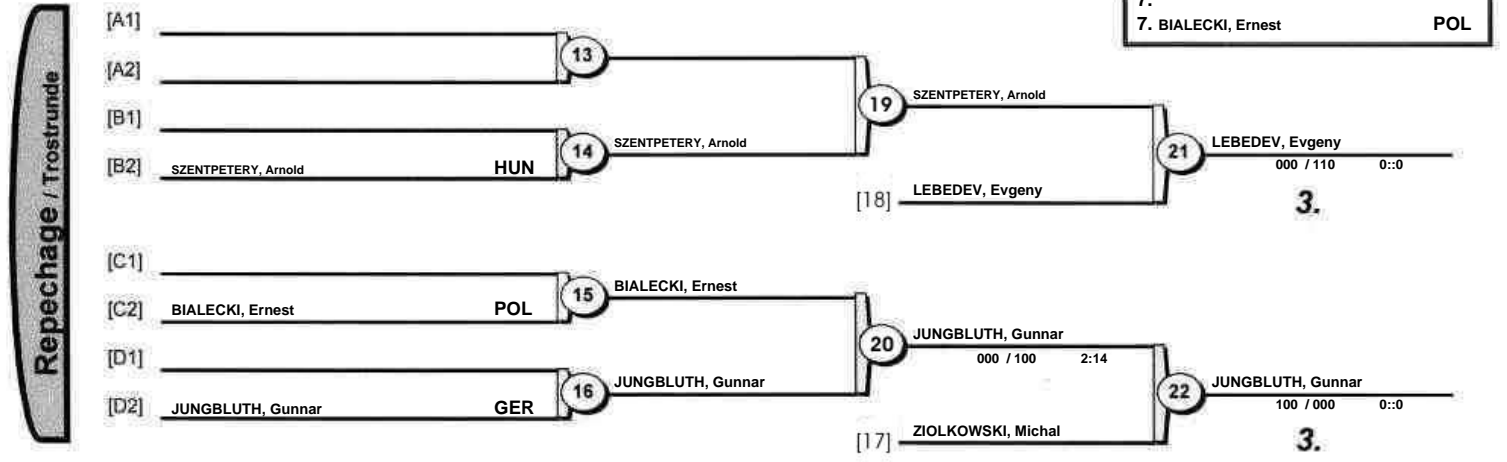 7.
7. BIALECKI, Ernest POL
Repechage / Trostrunde
[A1]
13
[A2]
19 SZENTPETERY, Arnold
[B1]
14 SZENTPETERY, Arnold
[B2] SZENTPETERY, Arnold HUN
21 LEBEDEV, Evgeny
000 / 110 0::0
[18] LEBEDEV, Evgeny
3.
[C1]
15 BIALECKI, Ernest
[C2] BIALECKI, Ernest POL
20 JUNGBLUTH, Gunnar
000 / 100 2:14
[D1]
16 JUNGBLUTH, Gunnar
[D2] JUNGBLUTH, Gunnar GER
22 JUNGBLUTH, Gunnar
100 / 000 0::0
[17] ZIOLKOWSKI, Michal
3.